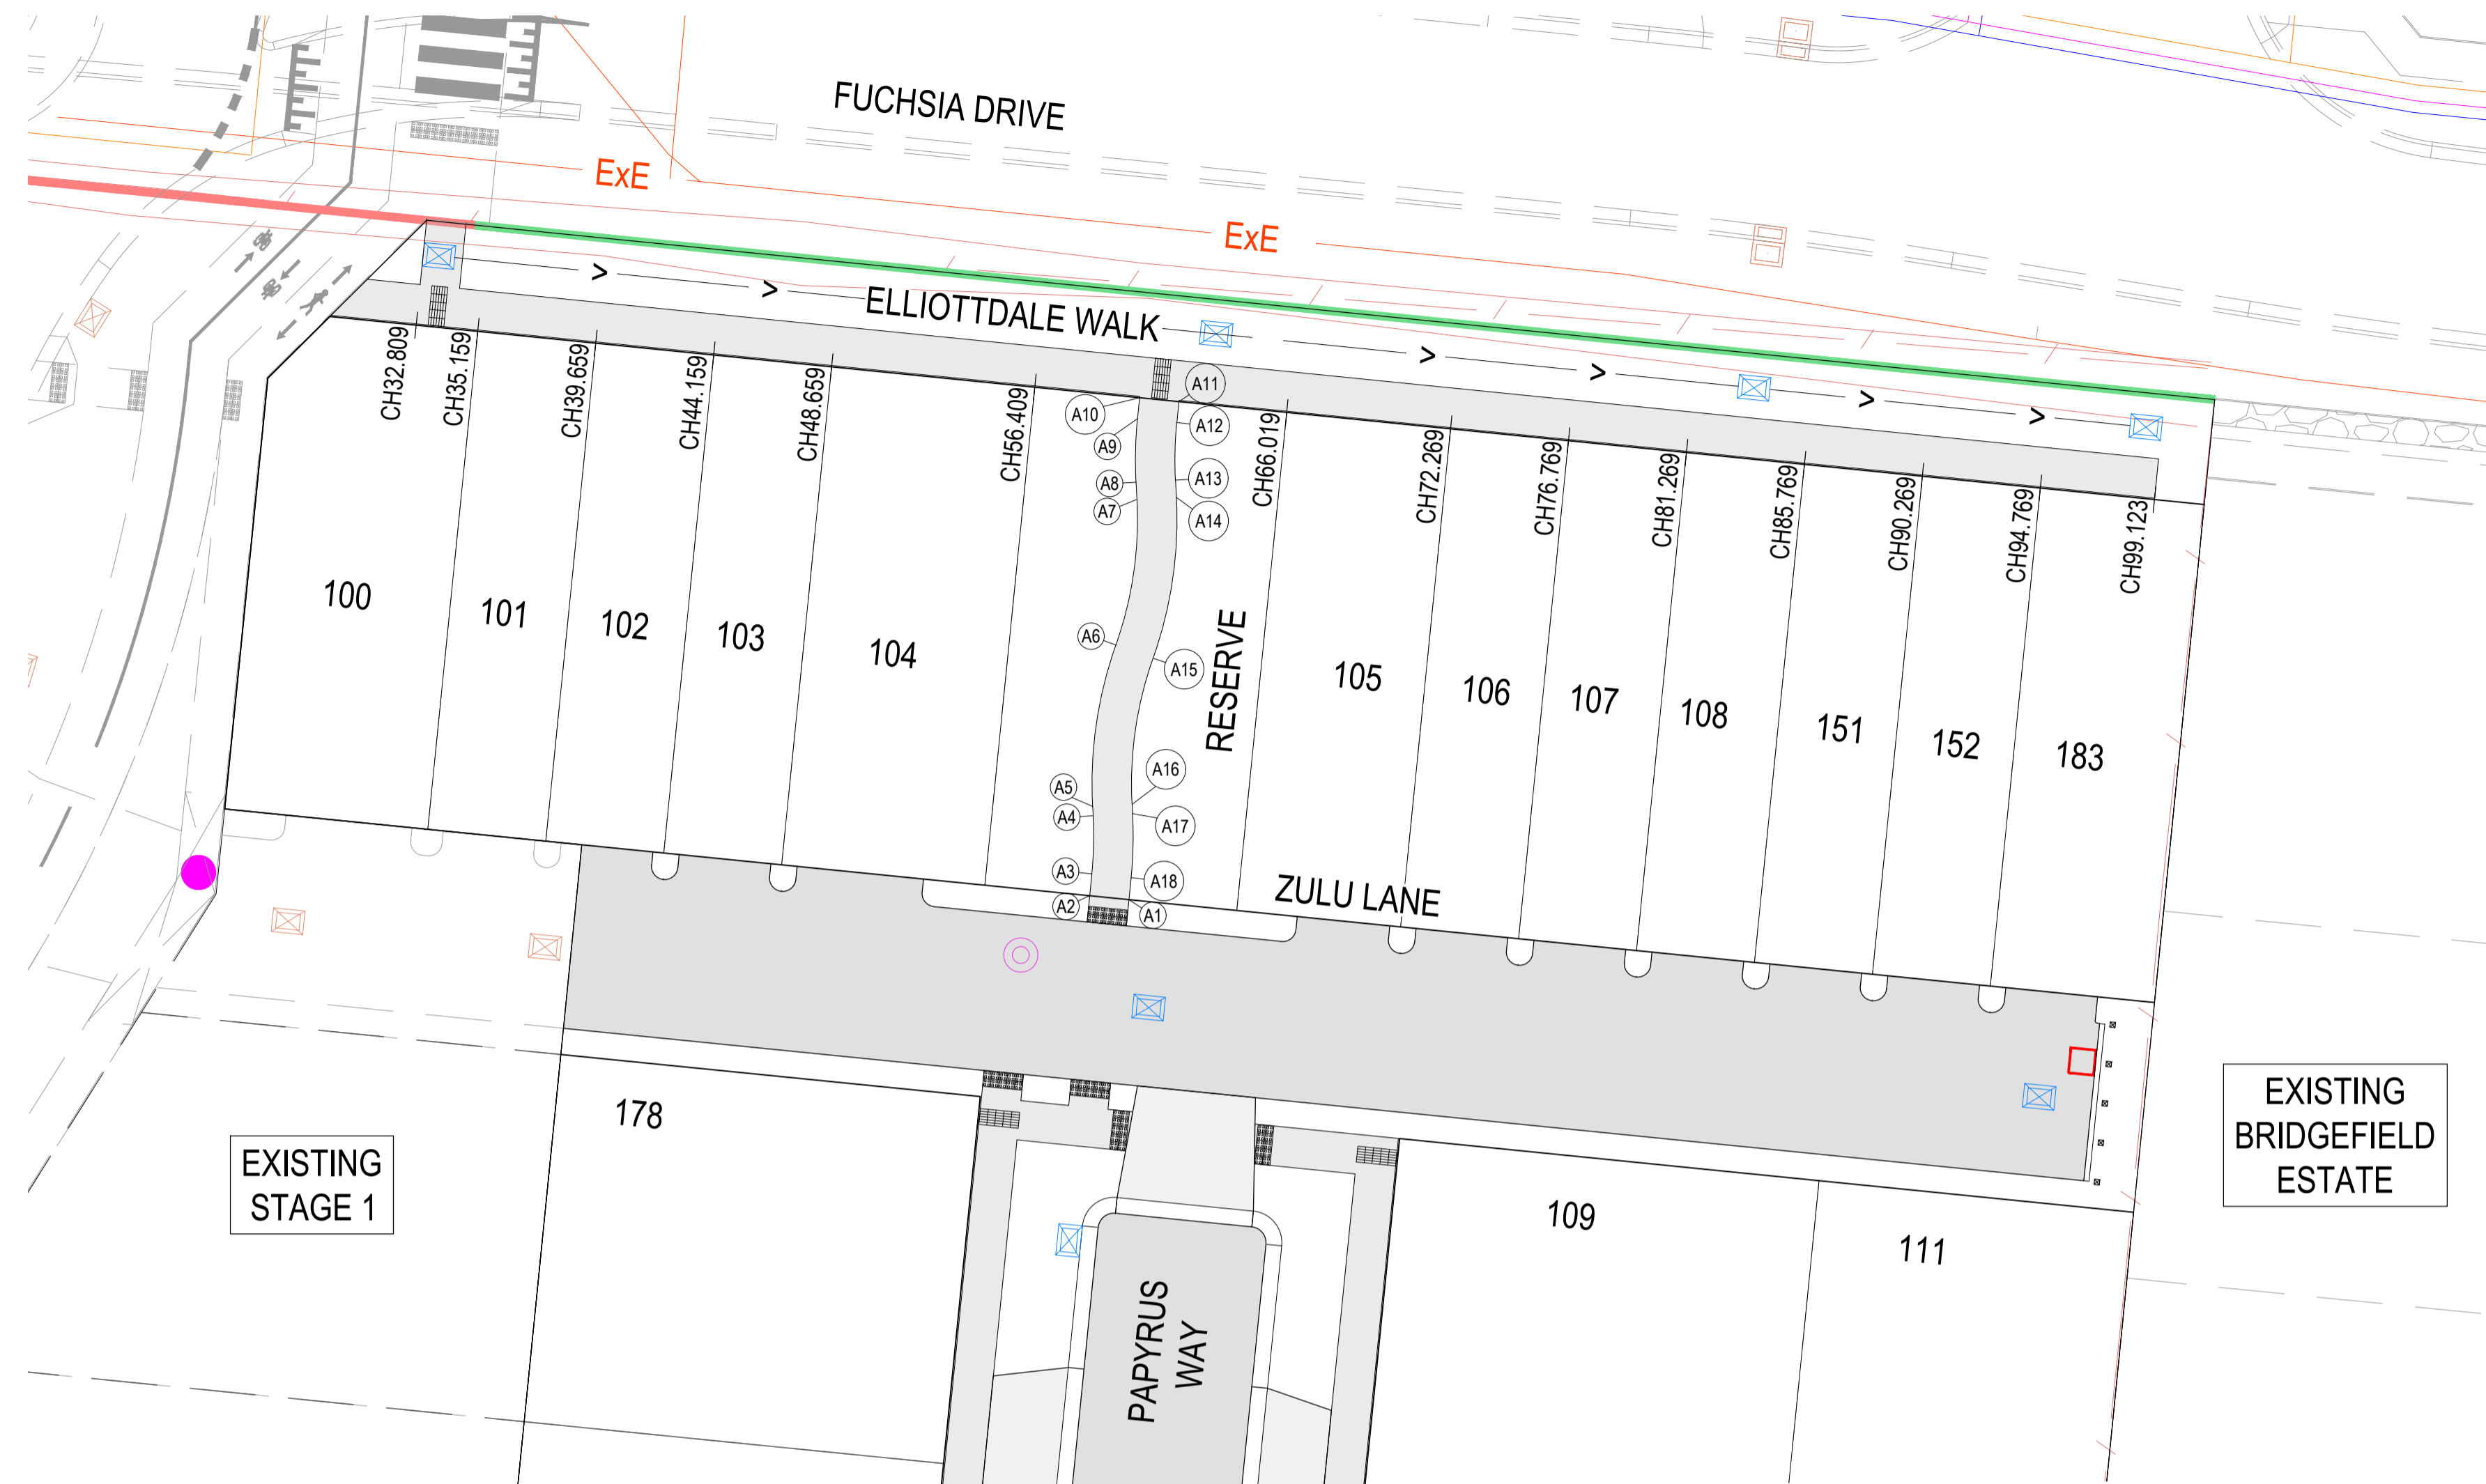 FUCHSIA DRIVE
ExE
ExE
ELLIOTTDALE WALK
CH32.809
CH35.159
CH39.659
CH44.159
CH48.659
CH56.409
CH66.019
CH72.269
CH76.769
CH81.269
CH85.769
CH90.269
CH94.769
CH99.123
A11
A10
A12
A9
A8
A13
A7
A14
A6
A15
A5
A16
A4
A17
A3
A18
A2
A1
100
101
102
103
104
RESERVE
105
106
107
108
151
152
183
ZULU LANE
178
109
111
EXISTING
STAGE 1
PAPYRUS
WAY
EXISTING
BRIDGEFIELD
ESTATE